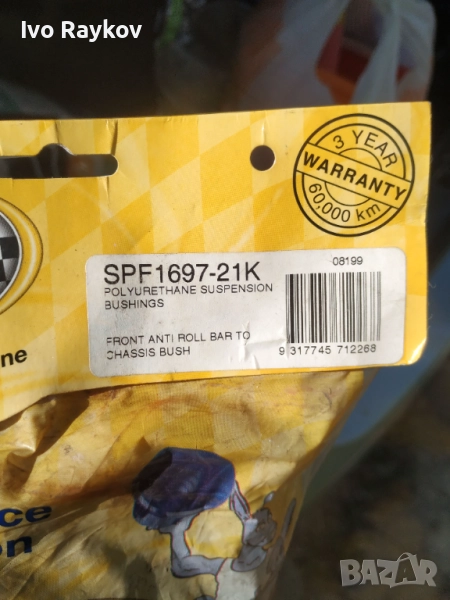 Ivo Raykov
3 YEAR
WARRANTY
60,000 km
08199
SPF1697-21K
POLYURETHANE SUSPENSION
BUSHINGS
FRONT ANTI ROLL BAR TO
CHASSIS BUSH
9 317745 712268
ne
ce
on
BAZAR